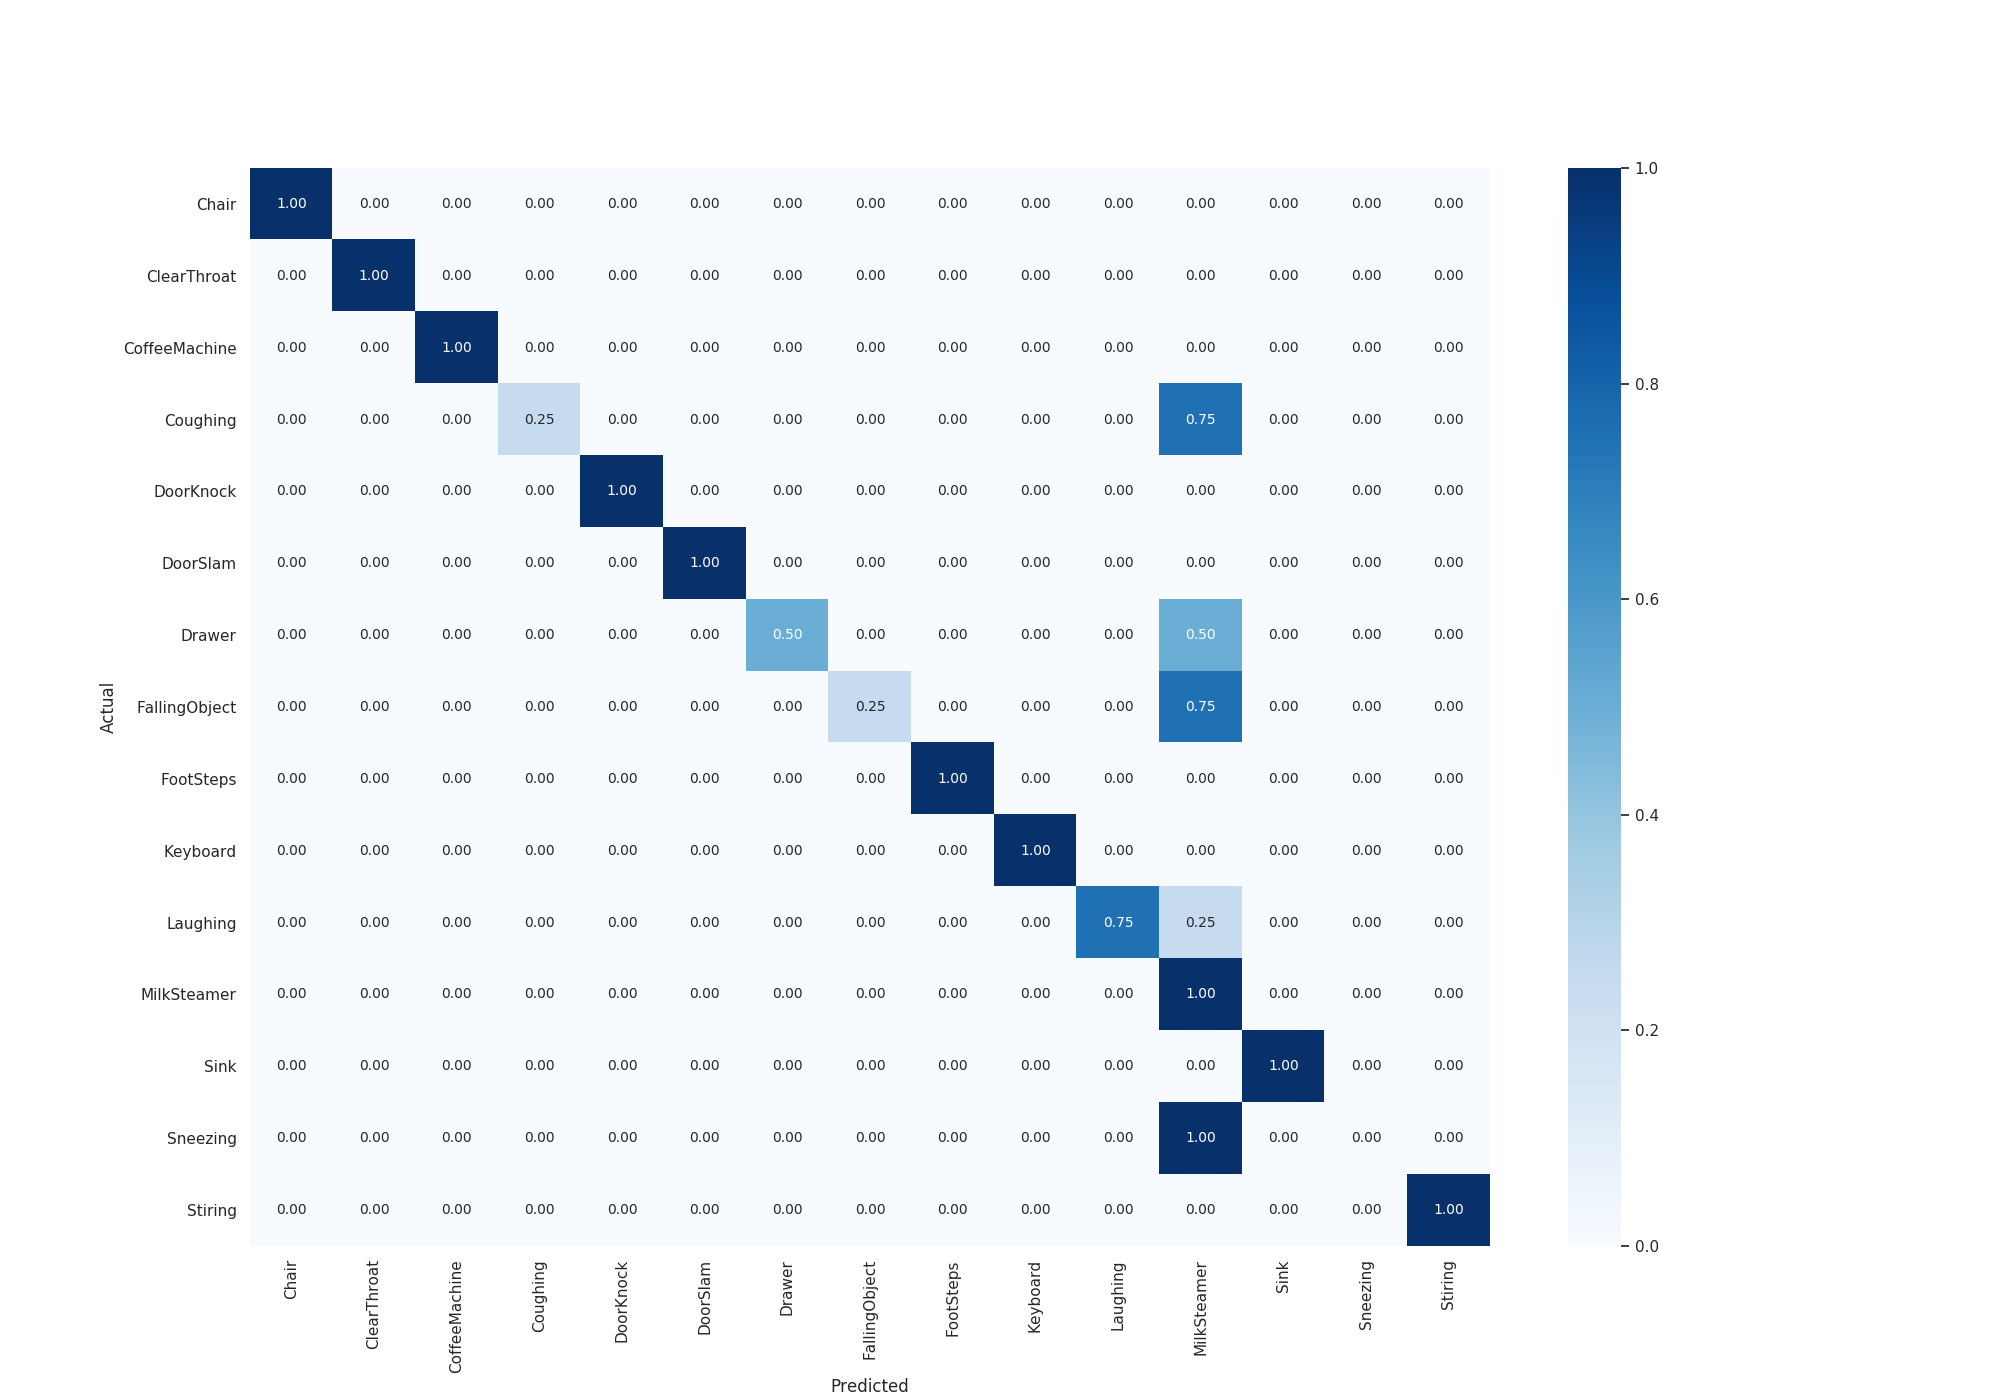 Chair 1.00 0.00 0.00 0.00 0.00 0.00 0.00 0.00 0.00 0.00 0.00 0.00 0.00 0.00 0.00
ClearThroat 0.00 1.00 0.00 0.00 0.00 0.00 0.00 0.00 0.00 0.00 0.00 0.00 0.00 0.00 0.00
CoffeeMachine 0.00 0.00 1.00 0.00 0.00 0.00 0.00 0.00 0.00 0.00 0.00 0.00 0.00 0.00 0.00
Coughing 0.00 0.00 0.00 0.25 0.00 0.00 0.00 0.00 0.00 0.00 0.00 0.75 0.00 0.00 0.00
DoorKnock 0.00 0.00 0.00 0.00 1.00 0.00 0.00 0.00 0.00 0.00 0.00 0.00 0.00 0.00 0.00
DoorSlam 0.00 0.00 0.00 0.00 0.00 1.00 0.00 0.00 0.00 0.00 0.00 0.00 0.00 0.00 0.00
Drawer 0.00 0.00 0.00 0.00 0.00 0.00 0.50 0.00 0.00 0.00 0.00 0.50 0.00 0.00 0.00
FallingObject 0.00 0.00 0.00 0.00 0.00 0.00 0.00 0.25 0.00 0.00 0.00 0.75 0.00 0.00 0.00
FootSteps 0.00 0.00 0.00 0.00 0.00 0.00 0.00 0.00 1.00 0.00 0.00 0.00 0.00 0.00 0.00
Keyboard 0.00 0.00 0.00 0.00 0.00 0.00 0.00 0.00 0.00 1.00 0.00 0.00 0.00 0.00 0.00
Laughing 0.00 0.00 0.00 0.00 0.00 0.00 0.00 0.00 0.00 0.00 0.75 0.25 0.00 0.00 0.00
MilkSteamer 0.00 0.00 0.00 0.00 0.00 0.00 0.00 0.00 0.00 0.00 0.00 1.00 0.00 0.00 0.00
Sink 0.00 0.00 0.00 0.00 0.00 0.00 0.00 0.00 0.00 0.00 0.00 0.00 1.00 0.00 0.00
Sneezing 0.00 0.00 0.00 0.00 0.00 0.00 0.00 0.00 0.00 0.00 0.00 1.00 0.00 0.00 0.00
Stiring 0.00 0.00 0.00 0.00 0.00 0.00 0.00 0.00 0.00 0.00 0.00 0.00 0.00 0.00 1.00
Actual
Chair ClearThroat CoffeeMachine Coughing DoorKnock DoorSlam Drawer FallingObject FootSteps Keyboard Laughing MilkSteamer Sink Sneezing Stiring
Predicted
1.0
0.8
0.6
0.4
0.2
0.0